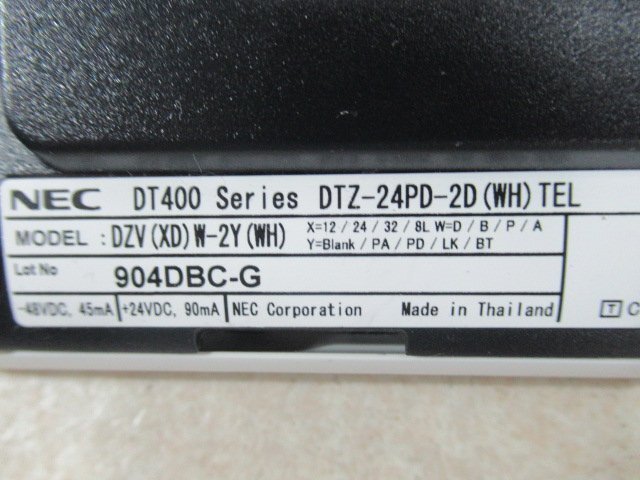 NEC DT400 Series DTZ-24PD-2D(WH)TEL
MODEL : DZV(XD)W-2Y(WH) X=12 / 24 / 32 / 8L W=D / B / P / A
Y=Blank / PA / PD / LK / BT
Lot No 904DBC-G
-48VDC, 45mA +24VDC, 90mA NEC Corporation Made in Thailand T C